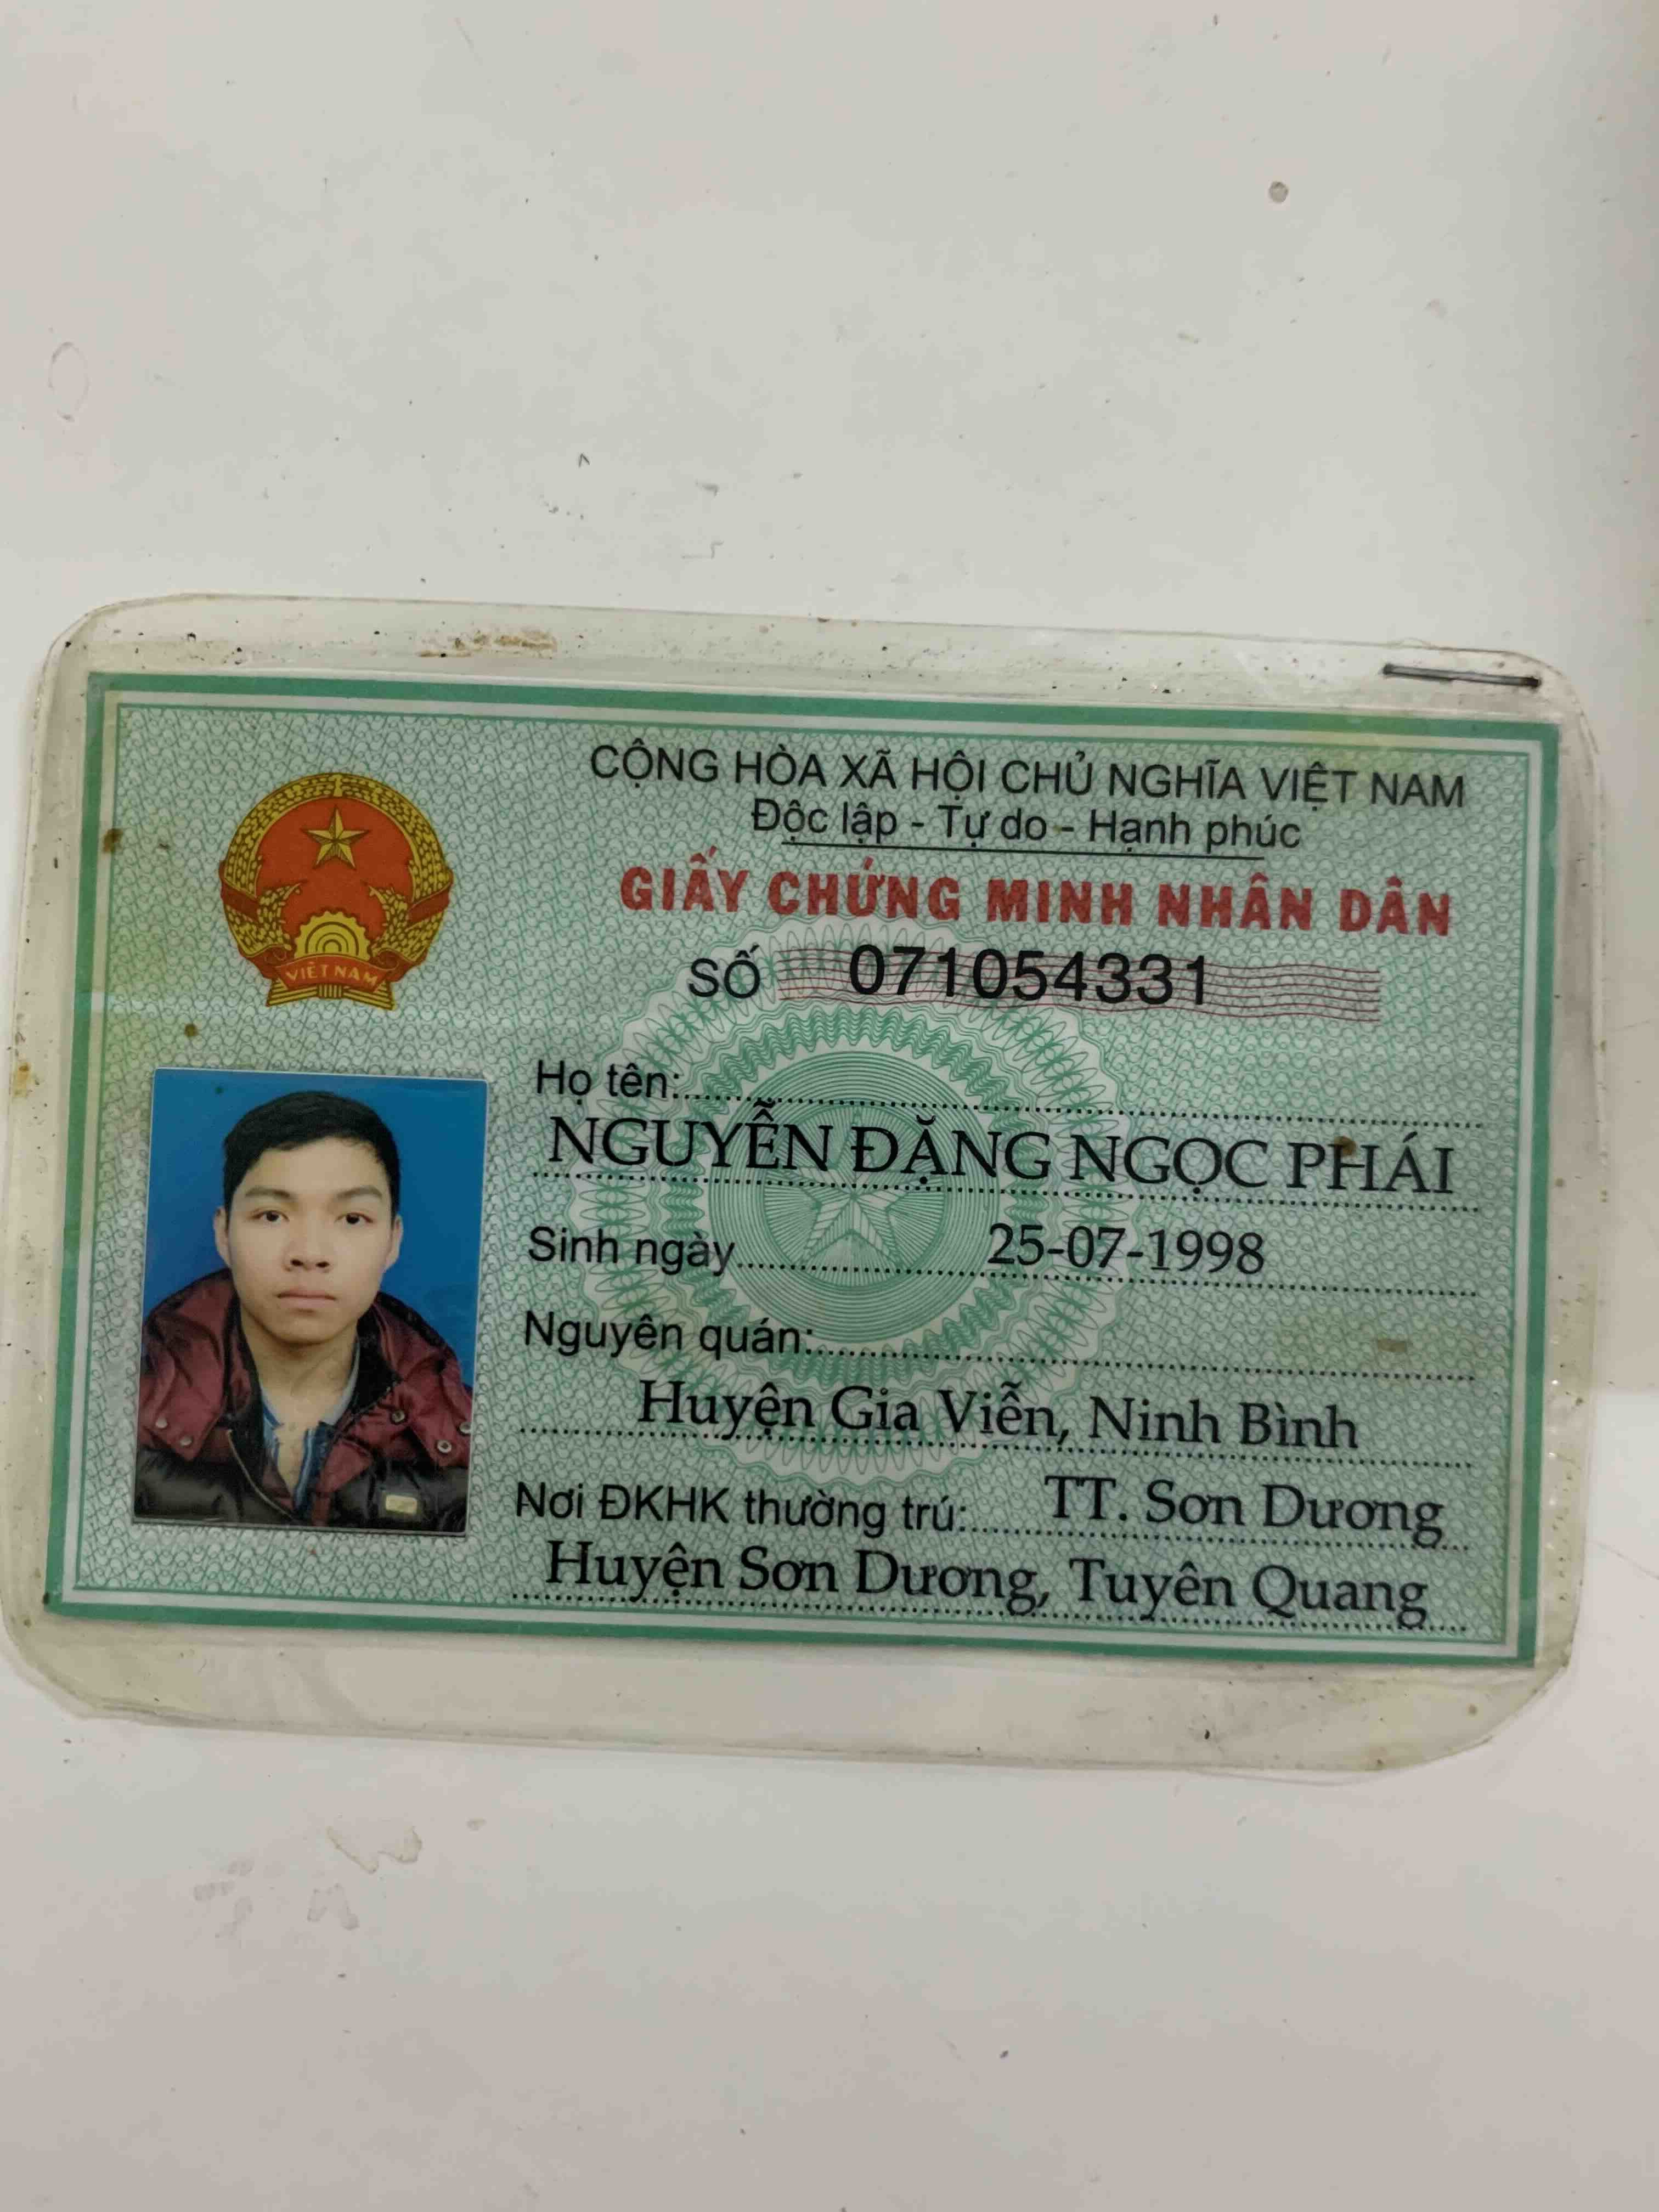 CỘNG HÒA XÃ HỘI CHỦ NGHĨA VIỆT NAM
Độc lập - Tự do - Hạnh phúc
GIẤY CHỨNG MINH NHÂN DÂN
SỐ 071054331
VIỆT NAM
Họ tên:
NGUYỄN ĐẶNG NGỌC PHÁI
Sinh ngày 25-07-1998
Nguyên quán:
Huyện Gia Viễn, Ninh Bình
Nơi ĐKHK thường trú: TT. Sơn Dương
Huyện Sơn Dương, Tuyên Quang